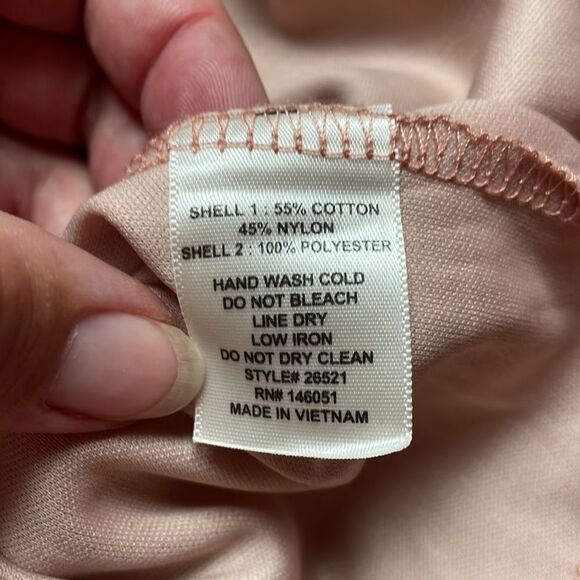 SHELL 1 : 55% COTTON
45% NYLON
SHELL 2 : 100% POLYESTER
HAND WASH COLD
DO NOT BLEACH
LINE DRY
LOW IRON
DO NOT DRY CLEAN
STYLE# 26521
RN# 146051
MADE IN VIETNAM